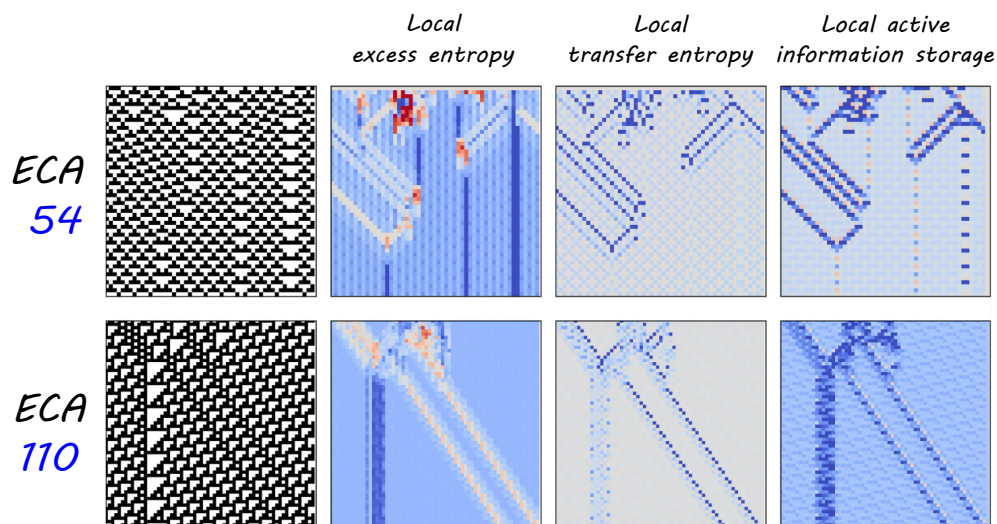 Local
excess entropy
Local
transfer entropy
Local active
information storage
ECA
54
ECA
110